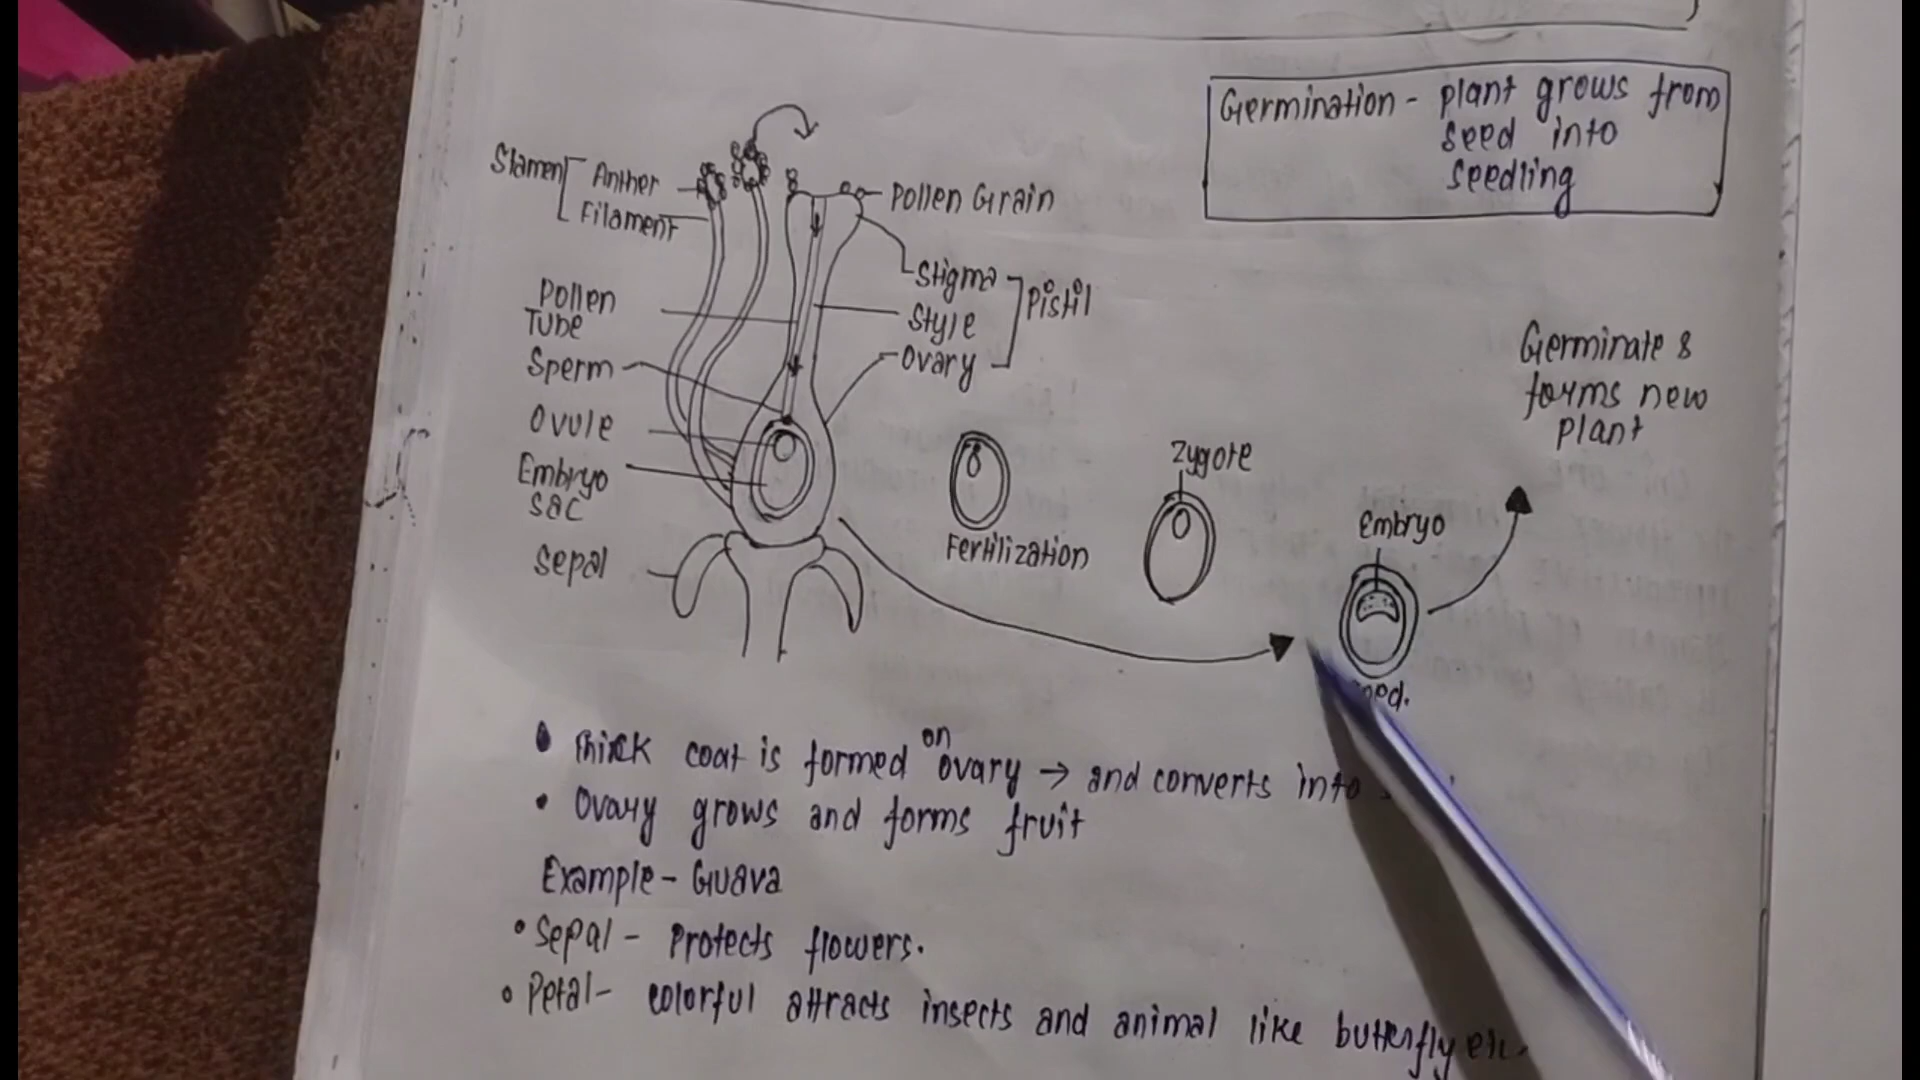 Germination - plant grows from
seed into
seedling
Stamen
Anther
Filament
Pollen Grain
Stigma
Style
Ovary
Pistil
Pollen
Tube
Sperm
Ovule
Embryo
sac
Sepal
Fertilization
Zygote
Embryo
Germinate &
forms new
plant
• Thick coat is formed on ovary → and converts into
• Ovary grows and forms fruit
Example - Guava
• Sepal - Protects flowers.
• Petal - colorful attracts insects and animal like butterfly etc.